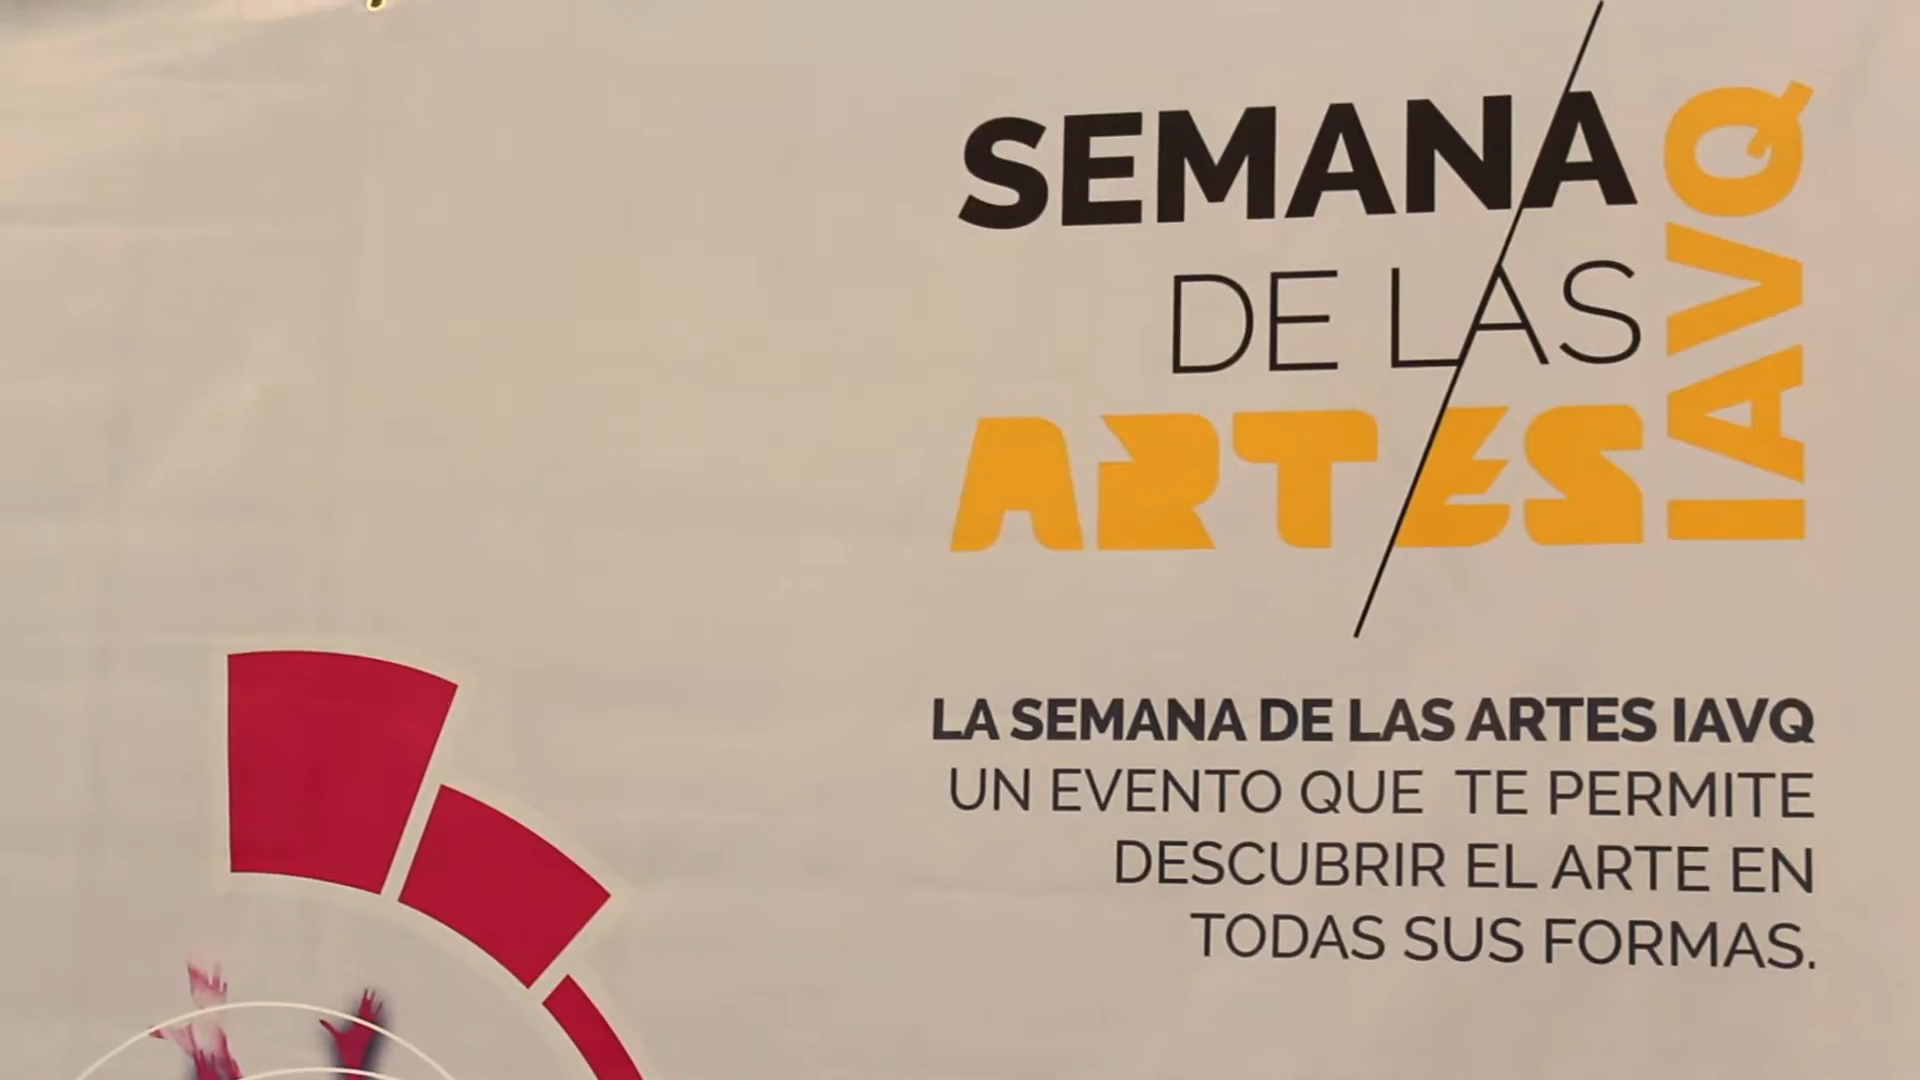 SEMANA
DE LAS
ARTES
IAVQ
LA SEMANA DE LAS ARTES IAVQ
UN EVENTO QUE TE PERMITE
DESCUBRIR EL ARTE EN
TODAS SUS FORMAS.